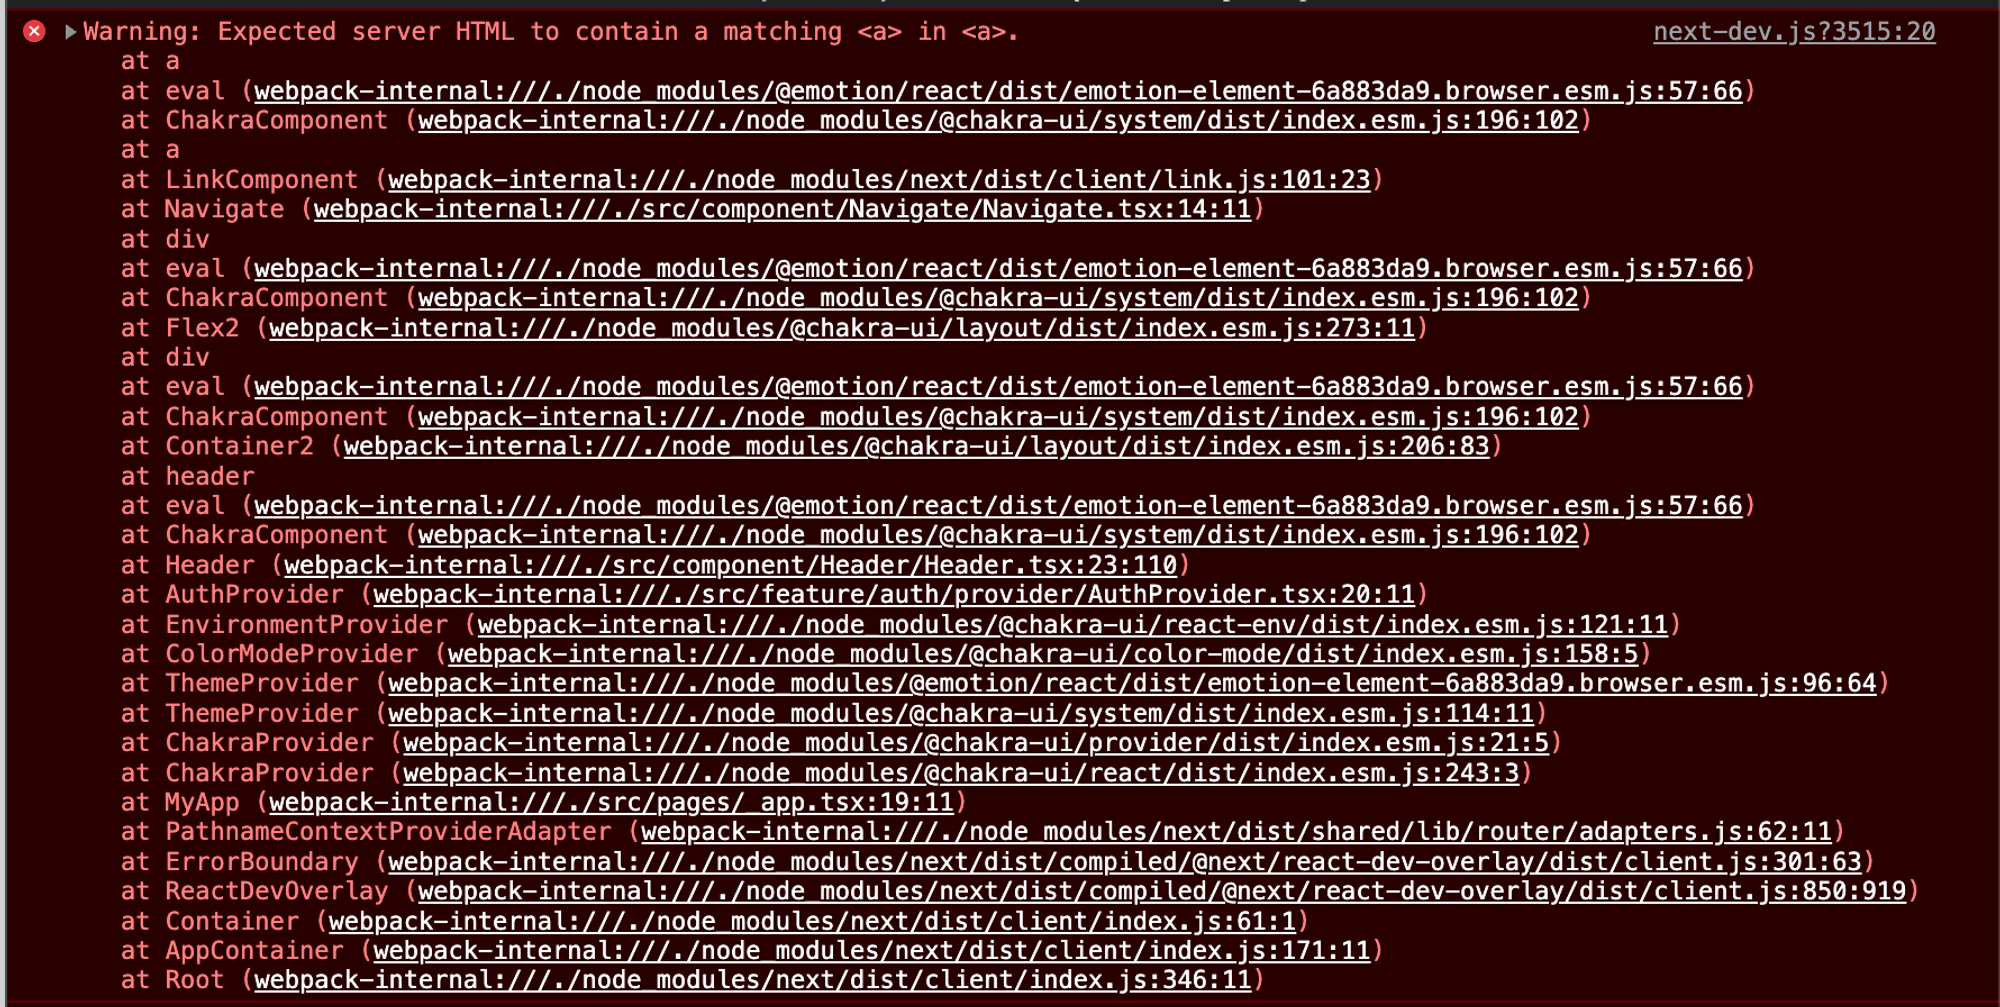 Warning: Expected server HTML to contain a matching <a> in <a>. next-dev.js?3515:20
at a
at eval (webpack-internal:///./node_modules/@emotion/react/dist/emotion-element-6a883da9.browser.esm.js:57:66)
at ChakraComponent (webpack-internal:///./node_modules/@chakra-ui/system/dist/index.esm.js:196:102)
at a
at LinkComponent (webpack-internal:///./node_modules/next/dist/client/link.js:101:23)
at Navigate (webpack-internal:///./src/component/Navigate/Navigate.tsx:14:11)
at div
at eval (webpack-internal:///./node_modules/@emotion/react/dist/emotion-element-6a883da9.browser.esm.js:57:66)
at ChakraComponent (webpack-internal:///./node_modules/@chakra-ui/system/dist/index.esm.js:196:102)
at Flex2 (webpack-internal:///./node_modules/@chakra-ui/layout/dist/index.esm.js:273:11)
at div
at eval (webpack-internal:///./node_modules/@emotion/react/dist/emotion-element-6a883da9.browser.esm.js:57:66)
at ChakraComponent (webpack-internal:///./node_modules/@chakra-ui/system/dist/index.esm.js:196:102)
at Container2 (webpack-internal:///./node_modules/@chakra-ui/layout/dist/index.esm.js:206:83)
at header
at eval (webpack-internal:///./node_modules/@emotion/react/dist/emotion-element-6a883da9.browser.esm.js:57:66)
at ChakraComponent (webpack-internal:///./node_modules/@chakra-ui/system/dist/index.esm.js:196:102)
at Header (webpack-internal:///./src/component/Header/Header.tsx:23:110)
at AuthProvider (webpack-internal:///./src/feature/auth/provider/AuthProvider.tsx:20:11)
at EnvironmentProvider (webpack-internal:///./node_modules/@chakra-ui/react-env/dist/index.esm.js:121:11)
at ColorModeProvider (webpack-internal:///./node_modules/@chakra-ui/color-mode/dist/index.esm.js:158:5)
at ThemeProvider (webpack-internal:///./node_modules/@emotion/react/dist/emotion-element-6a883da9.browser.esm.js:96:64)
at ThemeProvider (webpack-internal:///./node_modules/@chakra-ui/system/dist/index.esm.js:114:11)
at ChakraProvider (webpack-internal:///./node_modules/@chakra-ui/provider/dist/index.esm.js:21:5)
at ChakraProvider (webpack-internal:///./node_modules/@chakra-ui/react/dist/index.esm.js:243:3)
at MyApp (webpack-internal:///./src/pages/_app.tsx:19:11)
at PathnameContextProviderAdapter (webpack-internal:///./node_modules/next/dist/shared/lib/router/adapters.js:62:11)
at ErrorBoundary (webpack-internal:///./node_modules/next/dist/compiled/@next/react-dev-overlay/dist/client.js:301:63)
at ReactDevOverlay (webpack-internal:///./node_modules/next/dist/compiled/@next/react-dev-overlay/dist/client.js:850:919)
at Container (webpack-internal:///./node_modules/next/dist/client/index.js:61:1)
at AppContainer (webpack-internal:///./node_modules/next/dist/client/index.js:171:11)
at Root (webpack-internal:///./node_modules/next/dist/client/index.js:346:11)